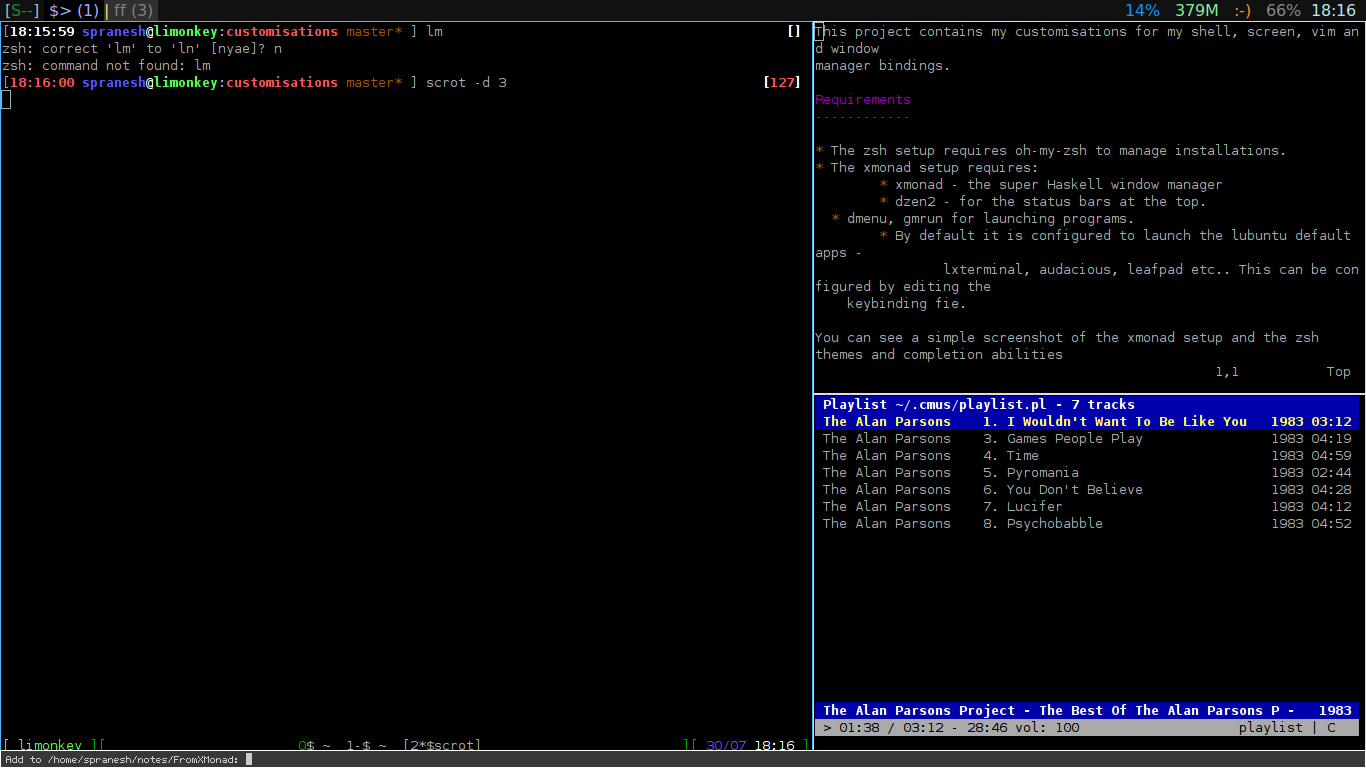 [S--] $> (1) | ff (3) 14% 379M :-) 66% 18:16
[18:15:59 spranesh@limonkey:customisations master* ] lm []
zsh: correct 'lm' to 'ln' [nyae]? n
zsh: command not found: lm
[18:16:00 spranesh@limonkey:customisations master* ] scrot -d 3 [127]
This project contains my customisations for my shell, screen, vim an
d window
manager bindings.
Requirements
------------
* The zsh setup requires oh-my-zsh to manage installations.
* The xmonad setup requires:
* xmonad - the super Haskell window manager
* dzen2 - for the status bars at the top.
* dmenu, gmrun for launching programs.
* By default it is configured to launch the lubuntu default
apps -
lxterminal, audacious, leafpad etc.. This can be con
figured by editing the
keybinding fie.
You can see a simple screenshot of the xmonad setup and the zsh
themes and completion abilities
1,1 Top
Playlist ~/.cmus/playlist.pl - 7 tracks
The Alan Parsons 1. I Wouldn't Want To Be Like You 1983 03:12
The Alan Parsons 3. Games People Play 1983 04:19
The Alan Parsons 4. Time 1983 04:59
The Alan Parsons 5. Pyromania 1983 02:44
The Alan Parsons 6. You Don't Believe 1983 04:28
The Alan Parsons 7. Lucifer 1983 04:12
The Alan Parsons 8. Psychobabble 1983 04:52
The Alan Parsons Project - The Best Of The Alan Parsons P - 1983
> 01:38 / 03:12 - 28:46 vol: 100 playlist | C
[ limonkey ][ 0$ ~ 1-$ ~ [2*$scrot] ][ 30/07 18:16 ]
Add to /home/spranesh/notes/FromXMonad: